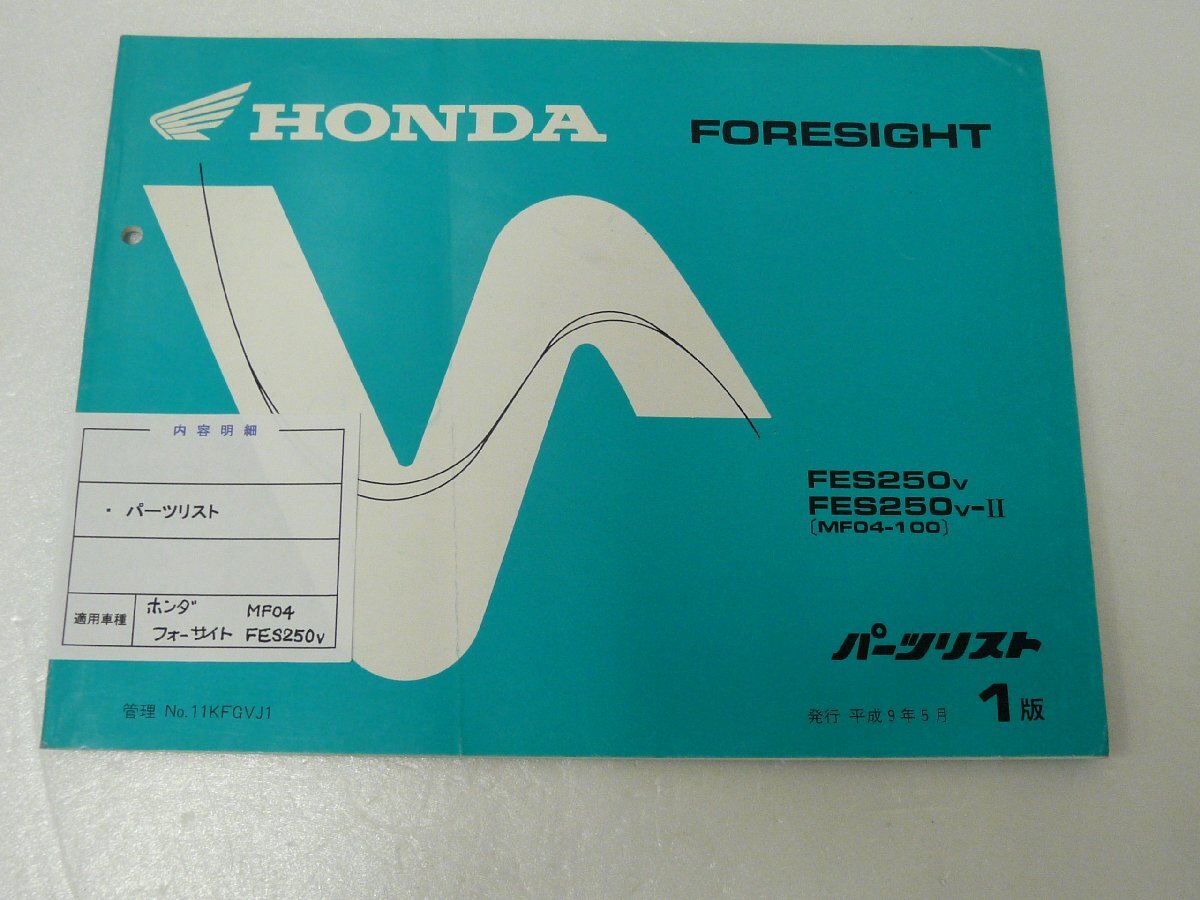 HONDA
FORESIGHT
FES250V
FES250V-II
[MF04-100]
内容明細
・パーツリスト
適用車種
ホンダ MF04
フォーサイト FES250V
パーツリスト
管理 No.11KFGVJ1
発行 平成9年5月 1版